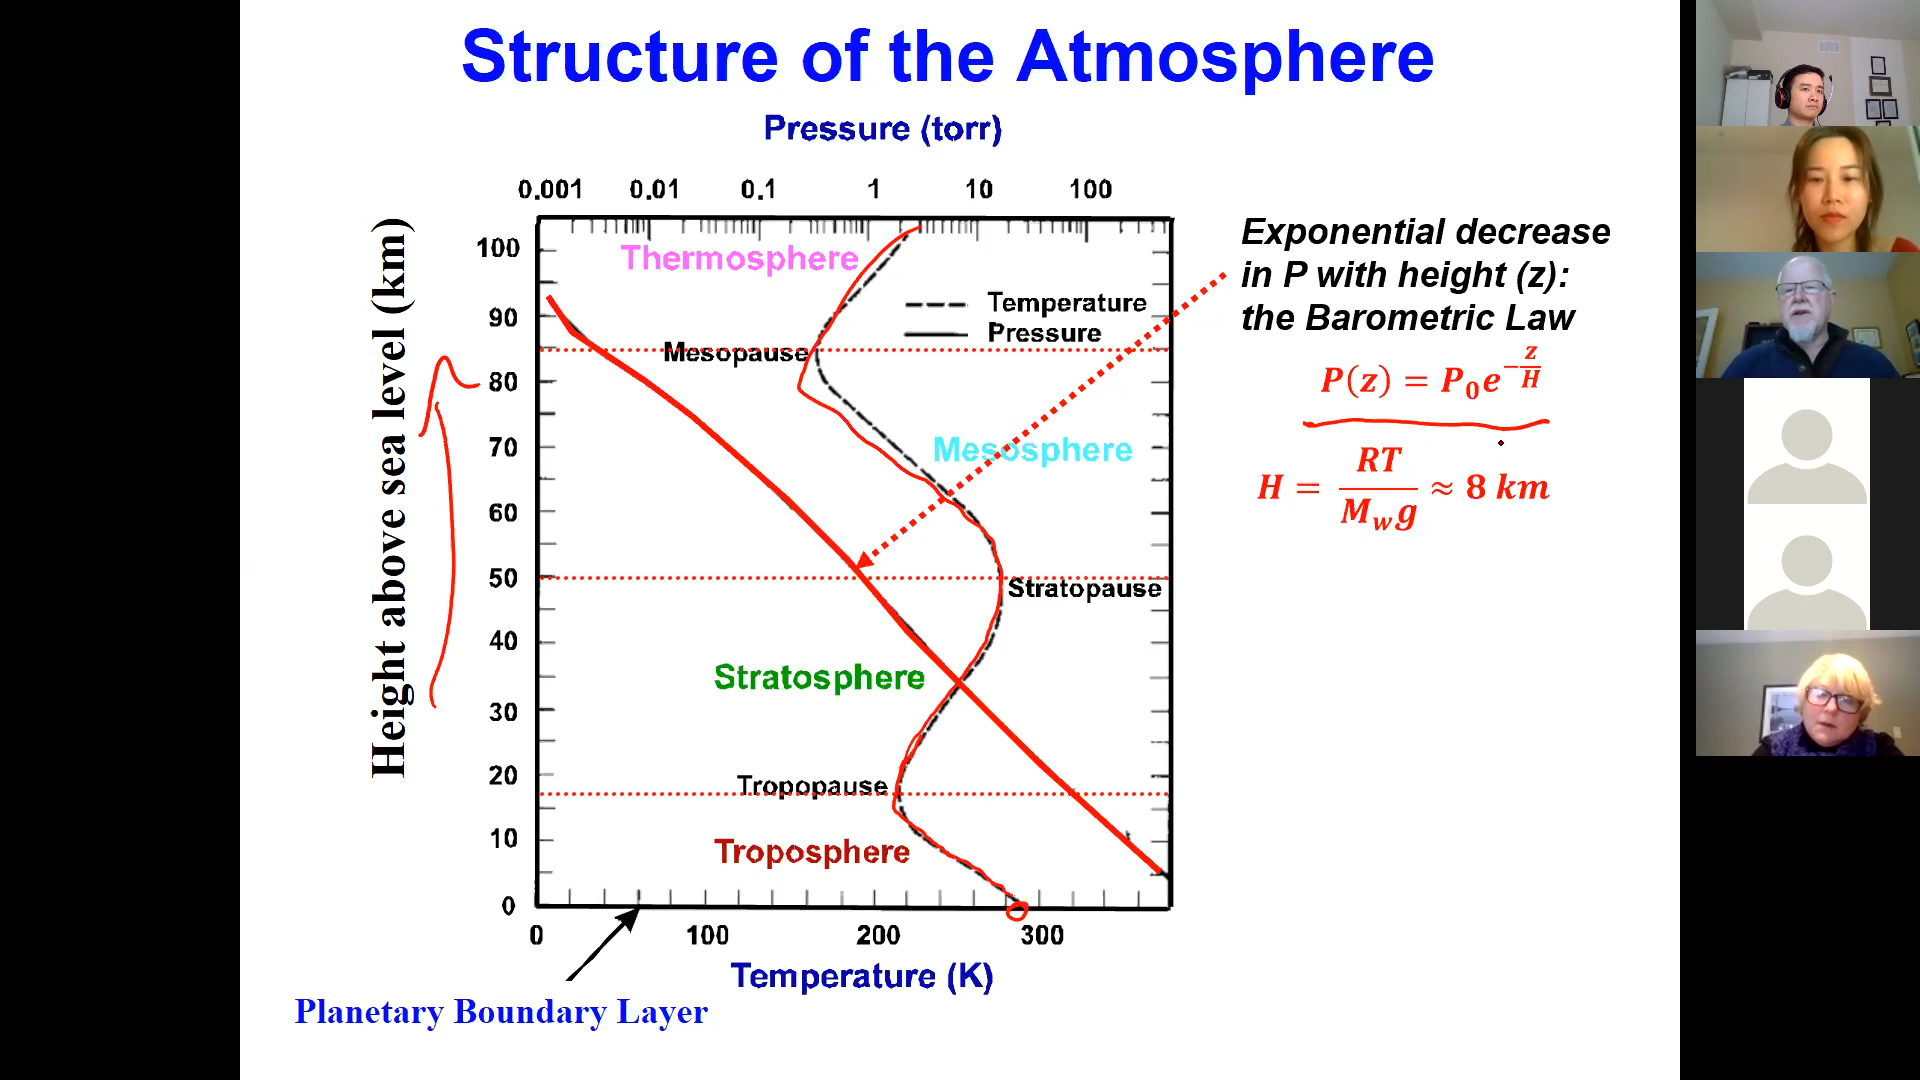 Structure of the Atmosphere
Pressure (torr)
0.001 0.01 0.1 1 10 100
Height above sea level (km)
100
90
80
70
60
50
40
30
20
10
0
Thermosphere
Temperature
Pressure
Mesopause
Mesosphere
Stratopause
Stratosphere
Tropopause
Troposphere
0 100 200 300
Temperature (K)
Planetary Boundary Layer
Exponential decrease
in P with height (z):
the Barometric Law
P(z) = P₀e^(-z/H)
H = RT/(M_w g) ≈ 8 km